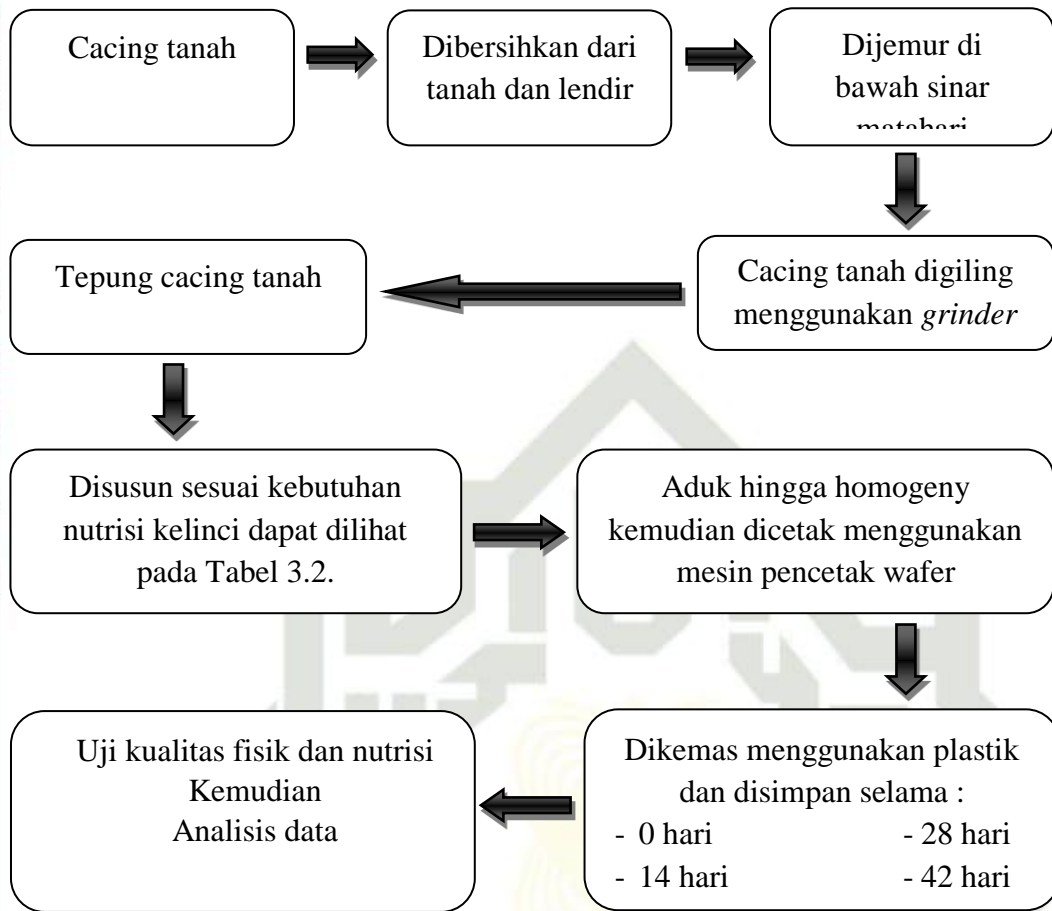 Cacing tanah
Dibersihkan dari
tanah dan lendir
Dijemur di
bawah sinar
matahari
Cacing tanah digiling
menggunakan grinder
Tepung cacing tanah
Disusun sesuai kebutuhan
nutrisi kelinci dapat dilihat
pada Tabel 3.2.
Aduk hingga homogeny
kemudian dicetak menggunakan
mesin pencetak wafer
Dikemas menggunakan plastik
dan disimpan selama :
- 0 hari - 28 hari
- 14 hari - 42 hari
Uji kualitas fisik dan nutrisi
Kemudian
Analisis data